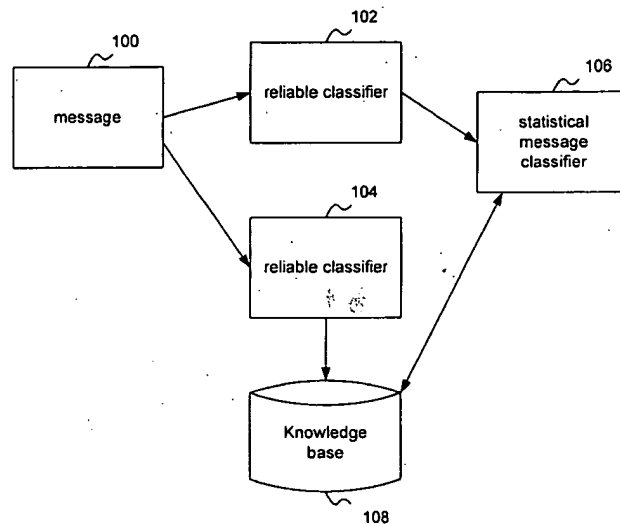 100
message
102
reliable classifier
106
statistical
message
classifier
104
reliable classifier
Knowledge
base
108